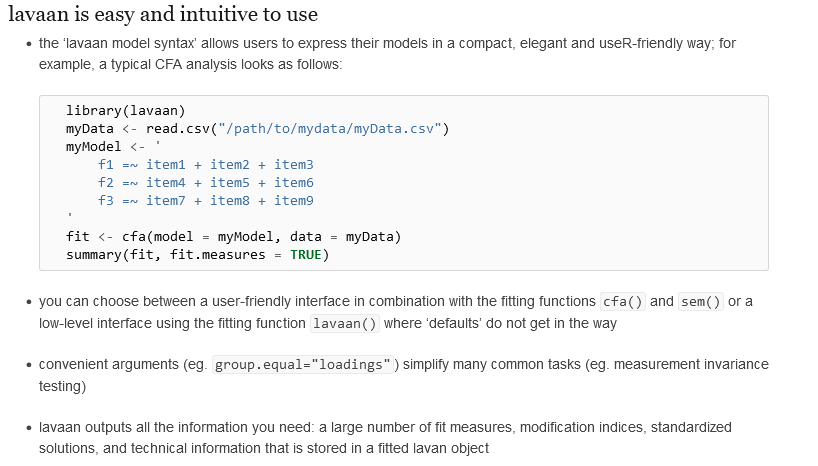 lavaan is easy and intuitive to use
• the ‘lavaan model syntax’ allows users to express their models in a compact, elegant and useR-friendly way; for
example, a typical CFA analysis looks as follows:
library(lavaan)
myData <- read.csv("/path/to/mydata/myData.csv")
myModel <- '
    f1 =~ item1 + item2 + item3
    f2 =~ item4 + item5 + item6
    f3 =~ item7 + item8 + item9
'
fit <- cfa(model = myModel, data = myData)
summary(fit, fit.measures = TRUE)
• you can choose between a user-friendly interface in combination with the fitting functions cfa() and sem() or a
low-level interface using the fitting function lavaan() where ‘defaults’ do not get in the way
• convenient arguments (eg. group.equal="loadings") simplify many common tasks (eg. measurement invariance
testing)
• lavaan outputs all the information you need: a large number of fit measures, modification indices, standardized
solutions, and technical information that is stored in a fitted lavan object